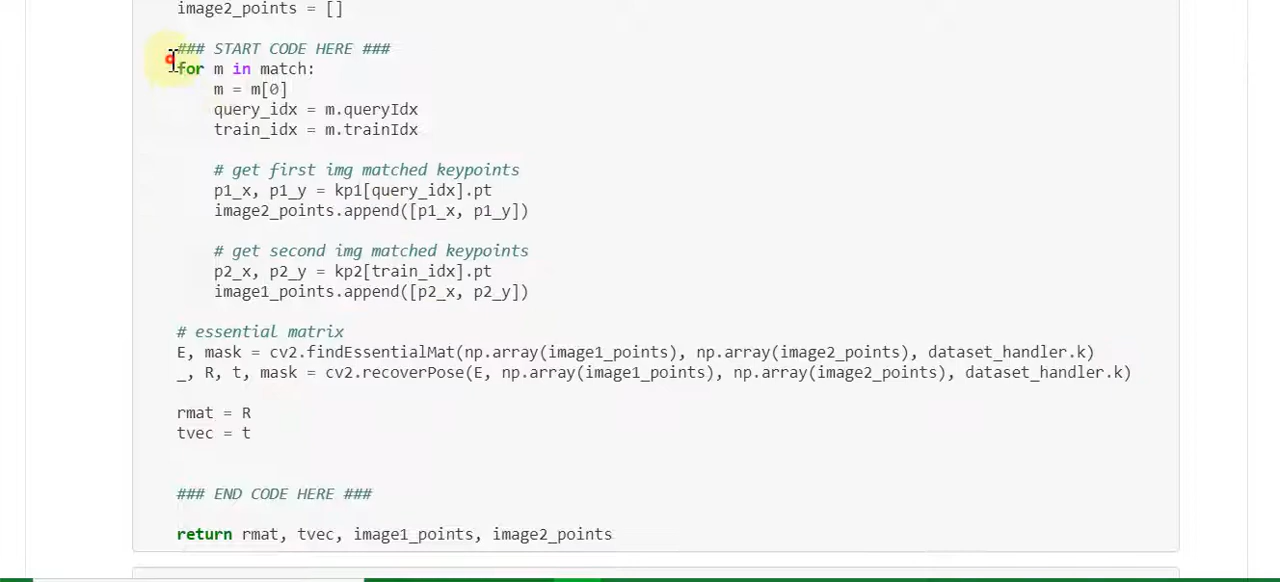 image2_points = []
### START CODE HERE ###
for m in match:
m = m[0]
query_idx = m.queryIdx
train_idx = m.trainIdx
# get first img matched keypoints
p1_x, p1_y = kp1[query_idx].pt
image2_points.append([p1_x, p1_y])
# get second img matched keypoints
p2_x, p2_y = kp2[train_idx].pt
image1_points.append([p2_x, p2_y])
# essential matrix
E, mask = cv2.findEssentialMat(np.array(image1_points), np.array(image2_points), dataset_handler.k)
_, R, t, mask = cv2.recoverPose(E, np.array(image1_points), np.array(image2_points), dataset_handler.k)
rmat = R
tvec = t
### END CODE HERE ###
return rmat, tvec, image1_points, image2_points